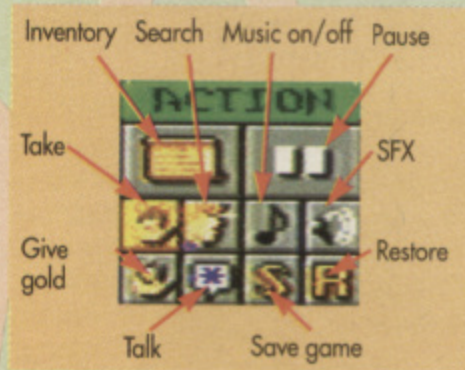 Inventory Search Music on/off Pause
ACTION
Take
SFX
Give
gold
S R
Restore
Talk
Save game